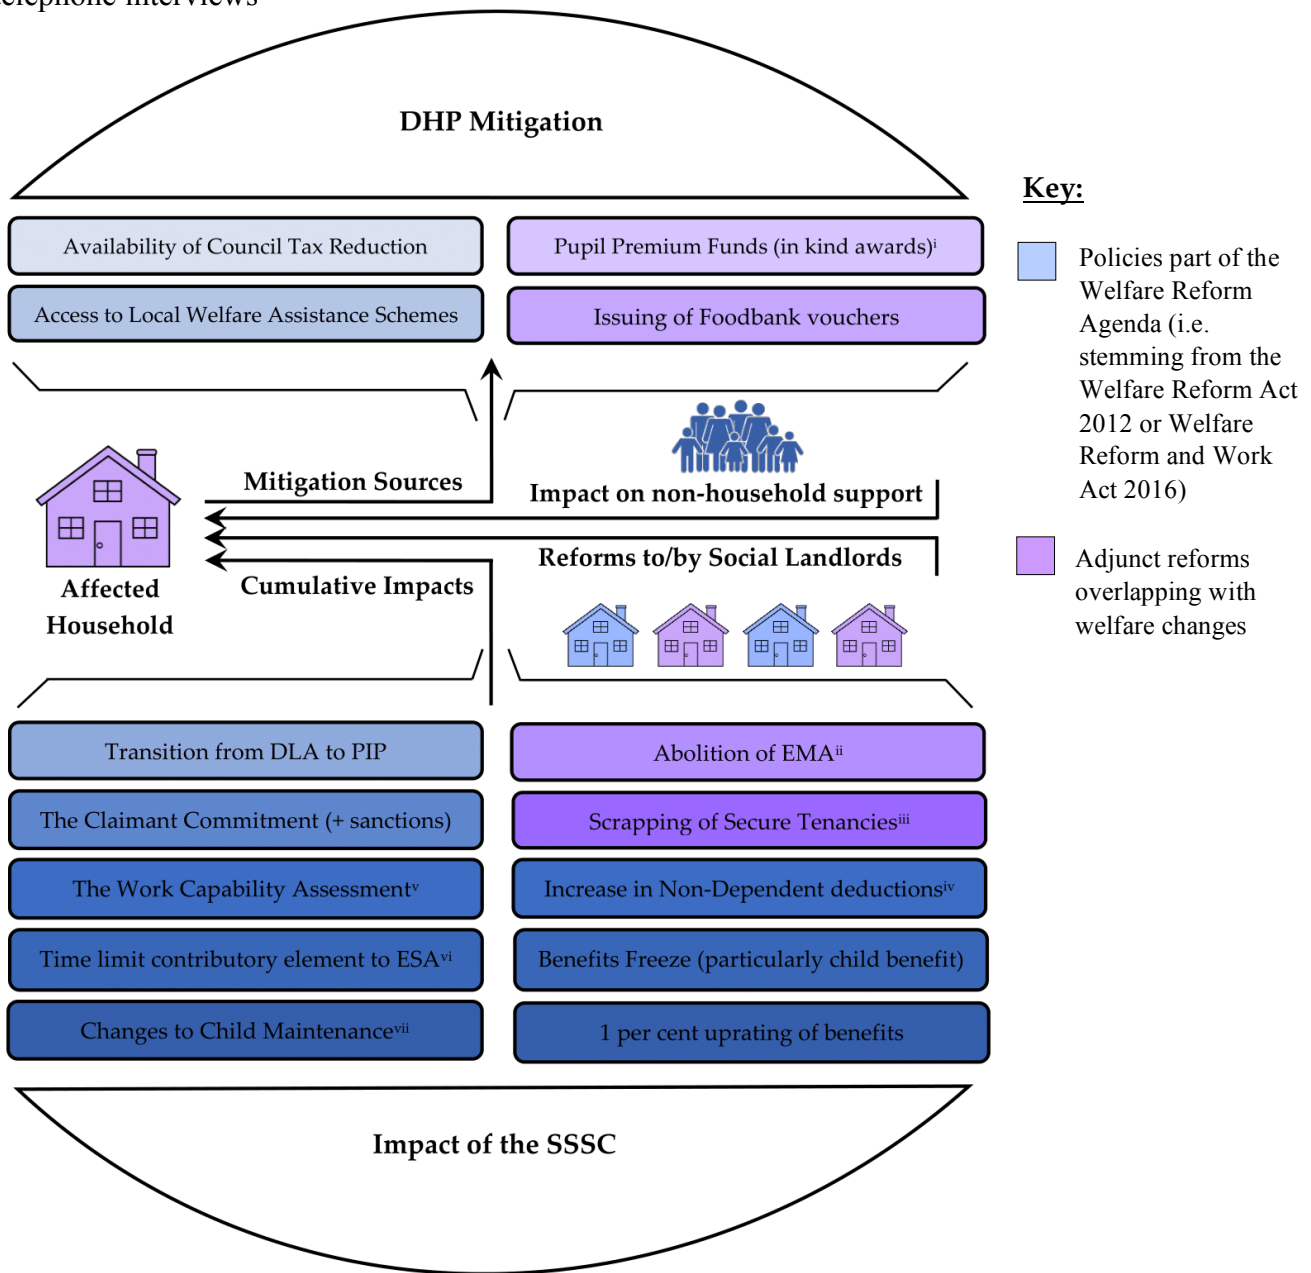 telephone interviews
DHP Mitigation
Availability of Council Tax Reduction
Pupil Premium Funds (in kind awards)ⁱ
Access to Local Welfare Assistance Schemes
Issuing of Foodbank vouchers
Mitigation Sources
Impact on non-household support
Reforms to/by Social Landlords
Cumulative Impacts
Affected
Household
Transition from DLA to PIP
Abolition of EMAⁱⁱ
The Claimant Commitment (+ sanctions)
Scrapping of Secure Tenanciesⁱⁱⁱ
The Work Capability Assessmentᵛ
Increase in Non-Dependent deductionsⁱᵛ
Time limit contributory element to ESAᵛⁱ
Benefits Freeze (particularly child benefit)
Changes to Child Maintenanceᵛⁱⁱ
1 per cent uprating of benefits
Impact of the SSSC
Key:
Policies part of the
Welfare Reform
Agenda (i.e.
stemming from the
Welfare Reform Act
2012 or Welfare
Reform and Work
Act 2016)
Adjunct reforms
overlapping with
welfare changes